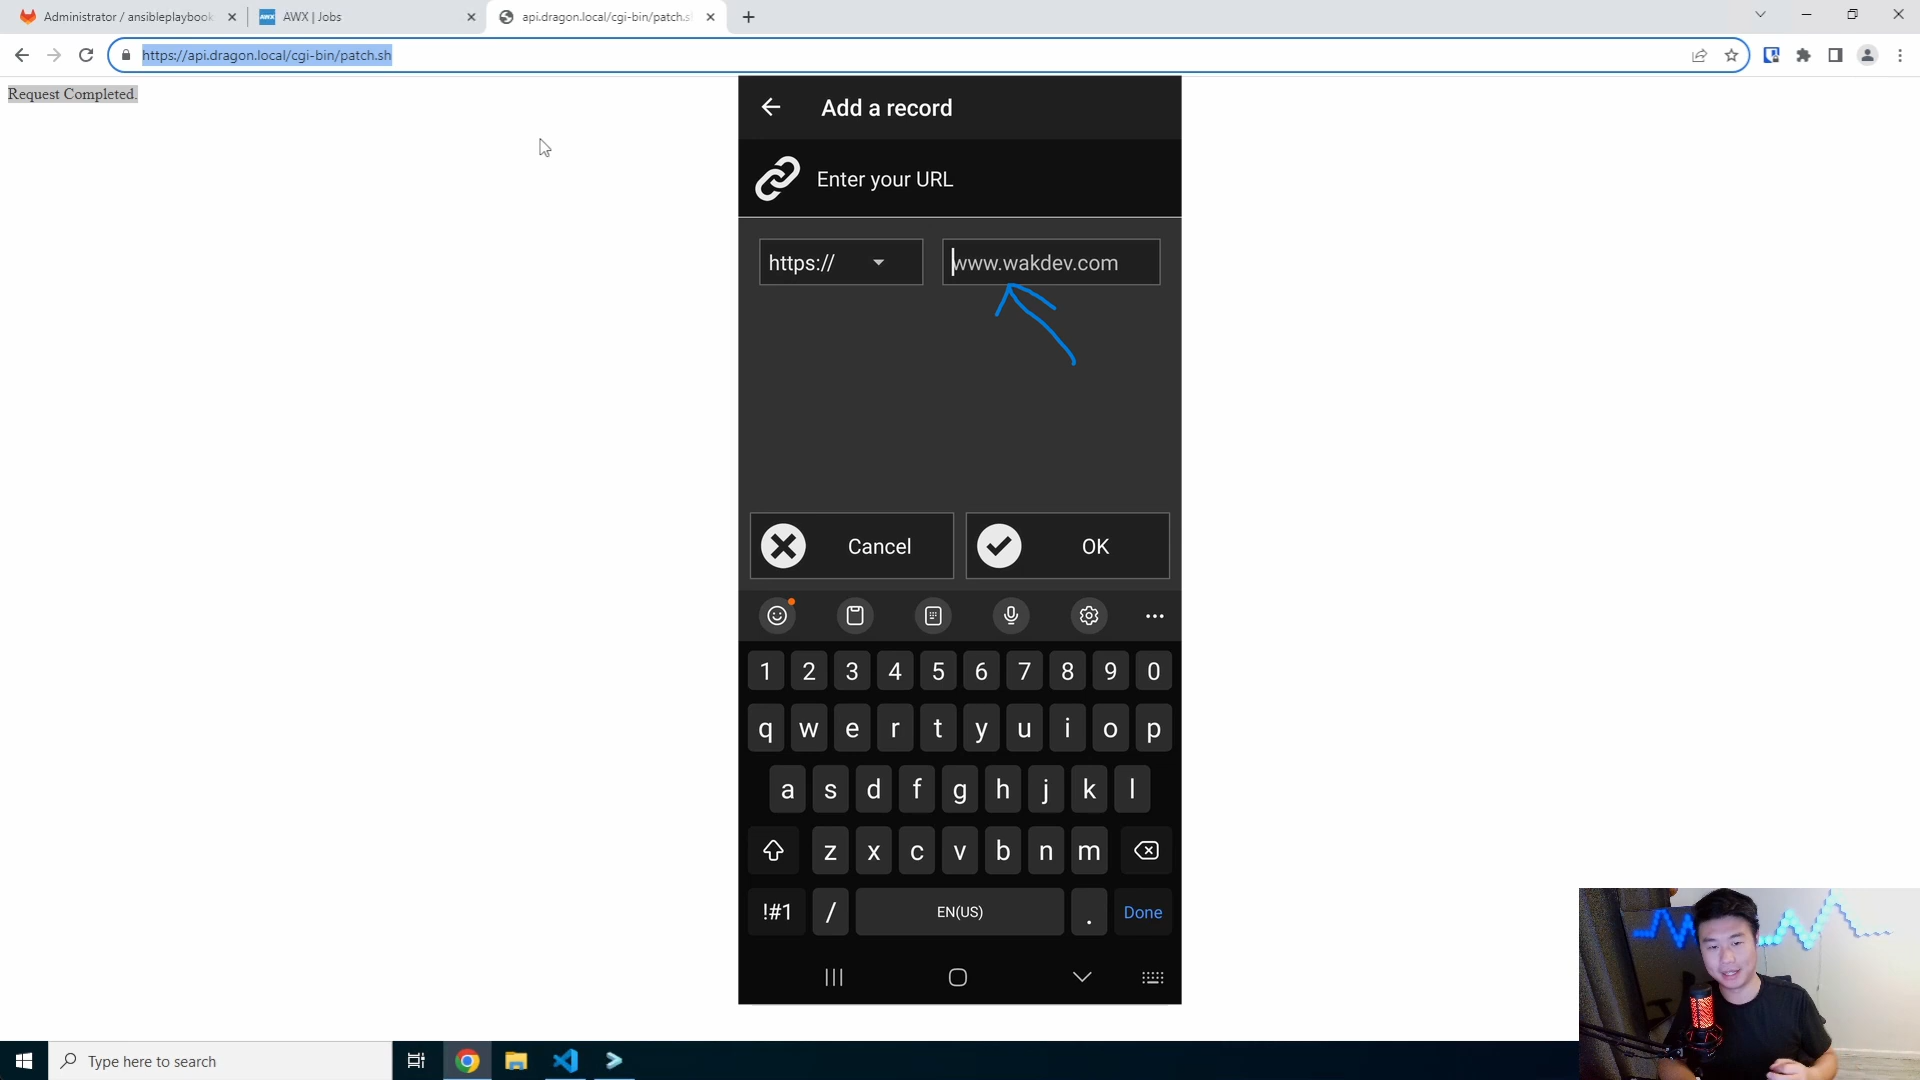 Administrator / ansibleplaybook
AWX | Jobs
api.dragon.local/cgi-bin/patch.s
https://api.dragon.local/cgi-bin/patch.sh
Request Completed.
Add a record
Enter your URL
https://
www.wakdev.com
Cancel
OK
1 2 3 4 5 6 7 8 9 0
q w e r t y u i o p
a s d f g h j k l
z x c v b n m
!#1 / EN(US) . Done
Type here to search